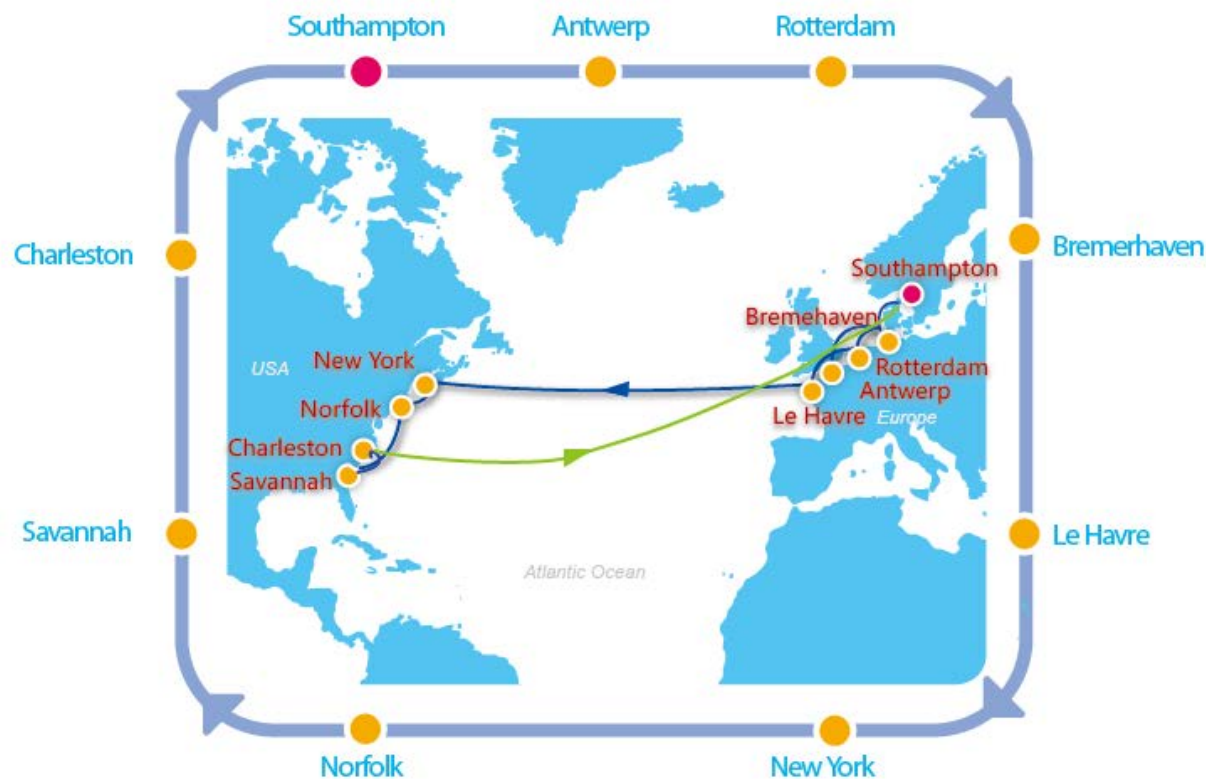 Southampton
Antwerp
Rotterdam
Charleston
Bremerhaven
Southampton
Bremehaven
USA
New York
Rotterdam
Antwerp
Norfolk
Le Havre
Europe
Charleston
Savannah
Savannah
Le Havre
Atlantic Ocean
Norfolk
New York